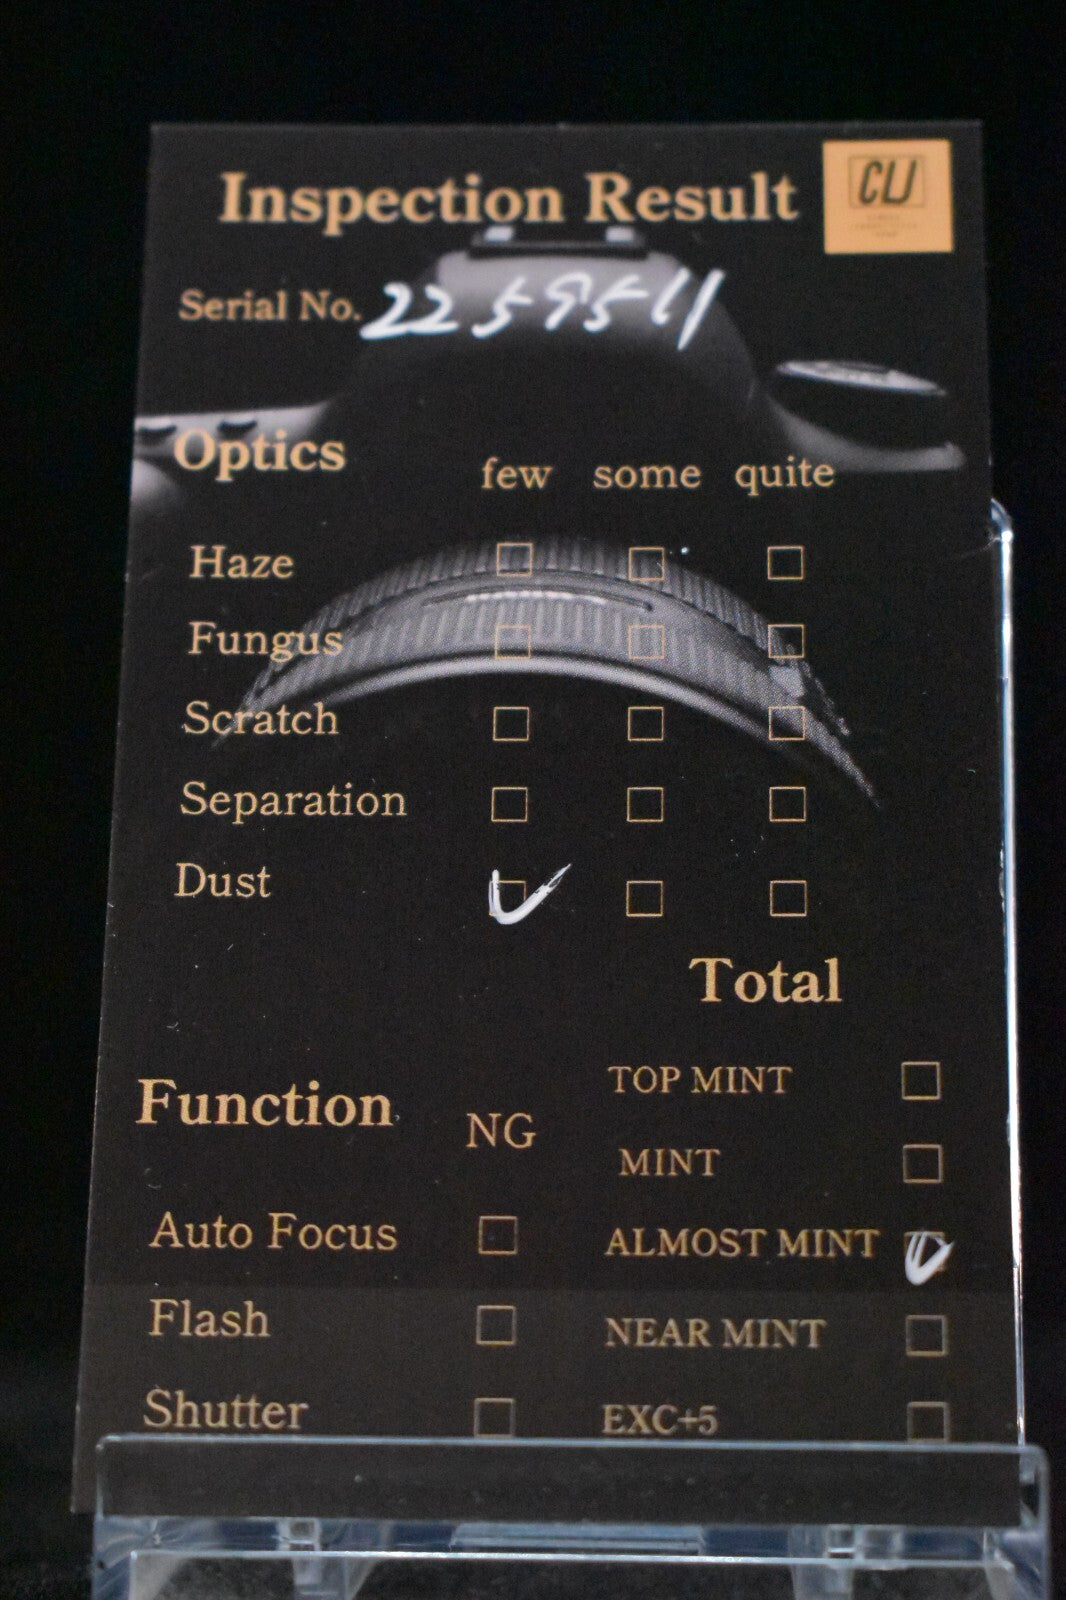 Inspection Result
CLJ
Serial No. 2259511
Optics
few some quite
Haze
Fungus
Scratch
Separation
Dust
Total
TOP MINT
Function
NG
MINT
Auto Focus
ALMOST MINT
Flash
NEAR MINT
Shutter
EXC+5